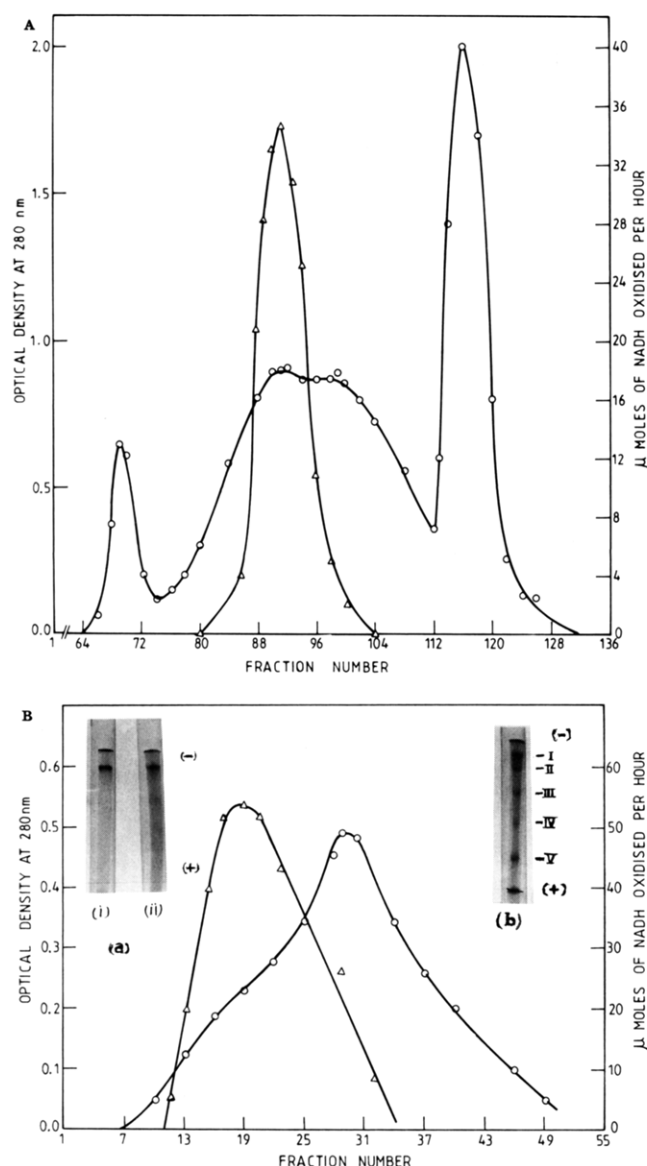 A
OPTICAL DENSITY AT 280 nm
2.0
1.5
1.0
0.5
0.0
μ MOLES OF NADH OXIDISED PER HOUR
40
36
32
28
24
20
16
12
8
4
0
1 64 72 80 88 96 104 112 120 128 136
FRACTION NUMBER
B
OPTICAL DENSITY AT 280nm
0.6
0.5
0.4
0.3
0.2
0.1
0.0
(-)
(+)
(i) (ii)
(a)
(-)
-I
-II
-III
-IV
-V
(+)
(b)
μ MOLES OF NADH OXIDISED PER HOUR
60
50
40
30
20
10
0
1 7 13 19 25 31 37 43 49 55
FRACTION NUMBER